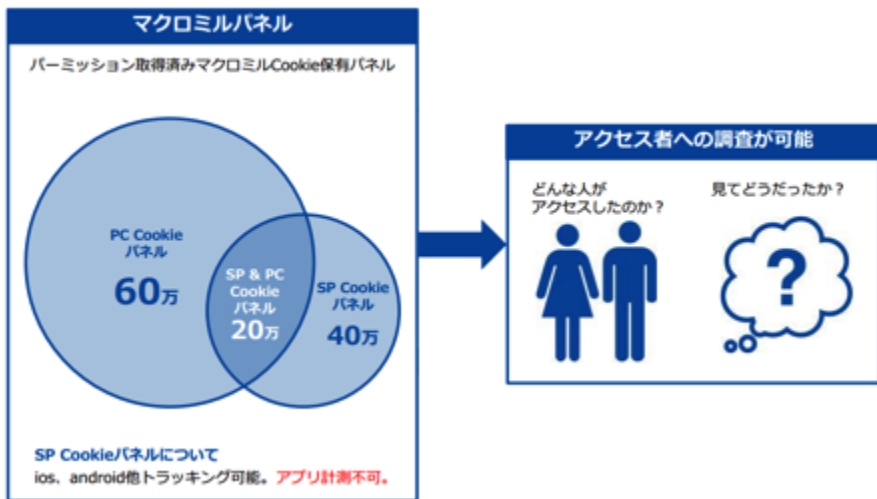 マクロミルパネル
パーミッション取得済みマクロミルCookie保有パネル
PC Cookie
パネル
60万
SP & PC
Cookie
パネル
20万
SP Cookie
パネル
40万
SP Cookieパネルについて
ios、android他トラッキング可能。アプリ計測不可。
アクセス者への調査が可能
どんな人が
アクセスしたのか？
見てどうだったか？
?